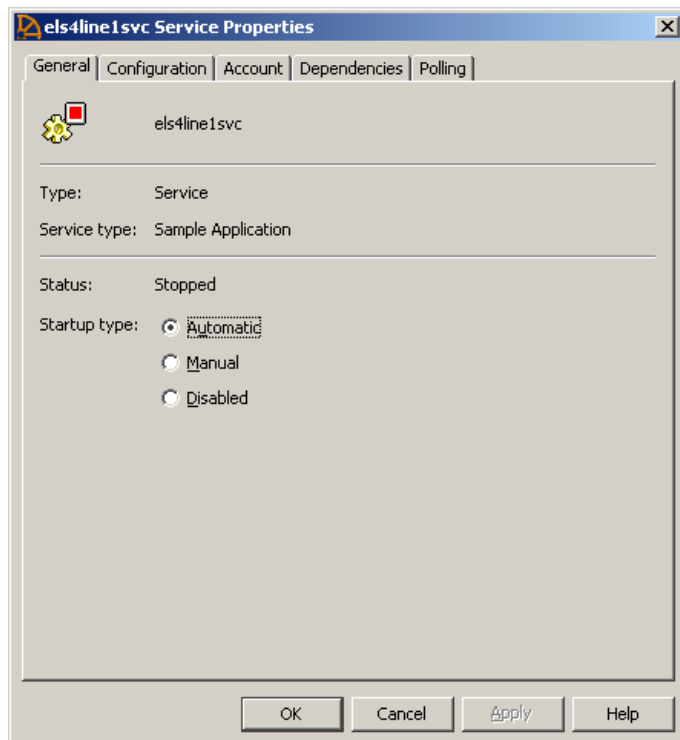 els4line1svc Service Properties
General Configuration Account Dependencies Polling
els4line1svc
Type: Service
Service type: Sample Application
Status: Stopped
Startup type: Automatic
Manual
Disabled
OK Cancel Apply Help